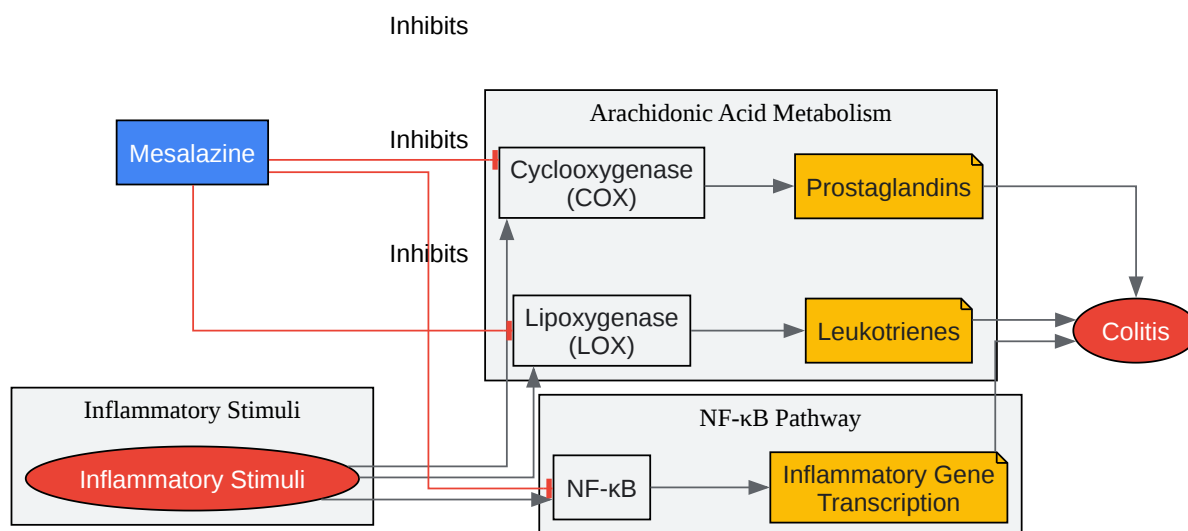 Inhibits
Arachidonic Acid Metabolism
Mesalazine
Inhibits
Cyclooxygenase
(COX)
Prostaglandins
Inhibits
Lipoxygenase
(LOX)
Leukotrienes
Colitis
Inflammatory Stimuli
NF-κB Pathway
Inflammatory Stimuli
NF-κB
Inflammatory Gene
Transcription